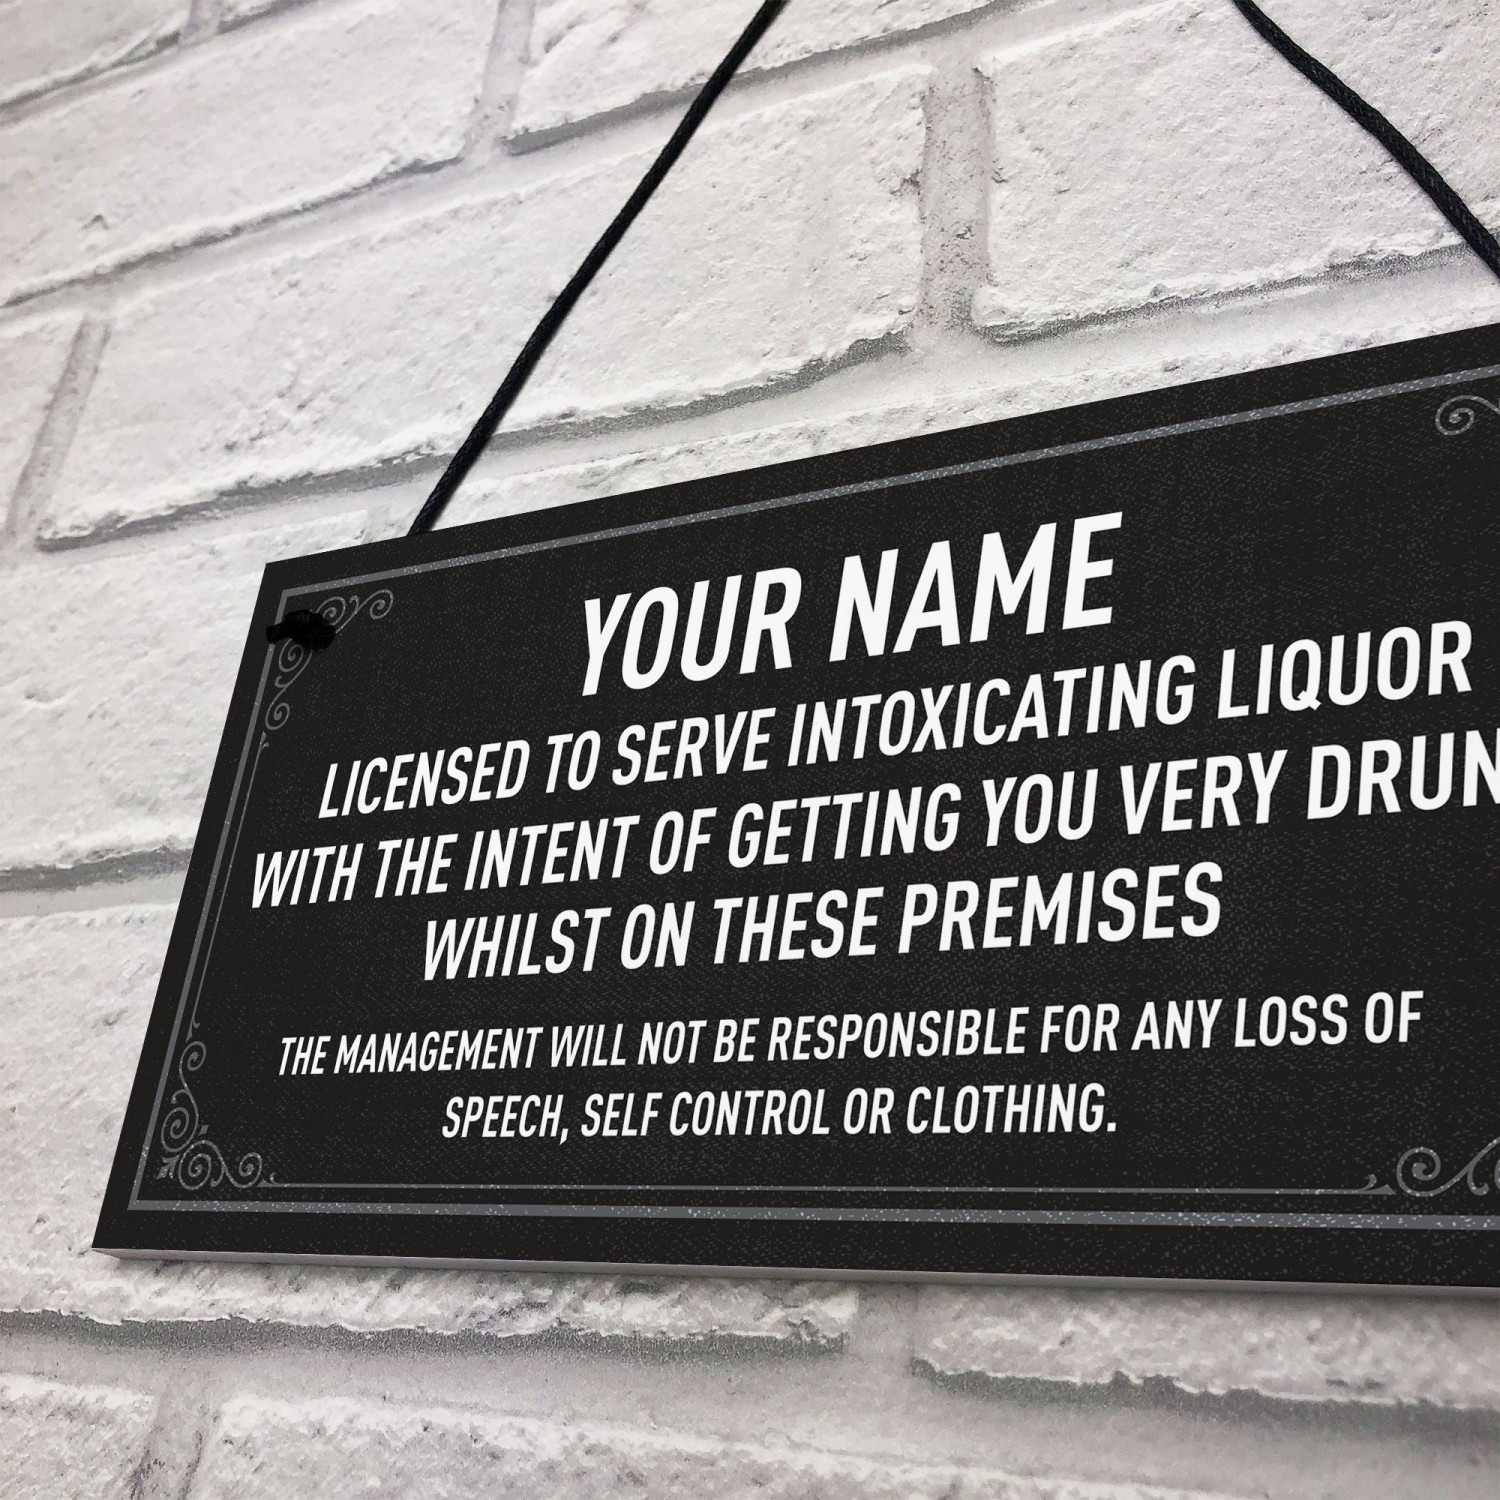 YOUR NAME
LICENSED TO SERVE INTOXICATING LIQUOR
WITH THE INTENT OF GETTING YOU VERY DRUN
WHILST ON THESE PREMISES
THE MANAGEMENT WILL NOT BE RESPONSIBLE FOR ANY LOSS OF
SPEECH, SELF CONTROL OR CLOTHING.